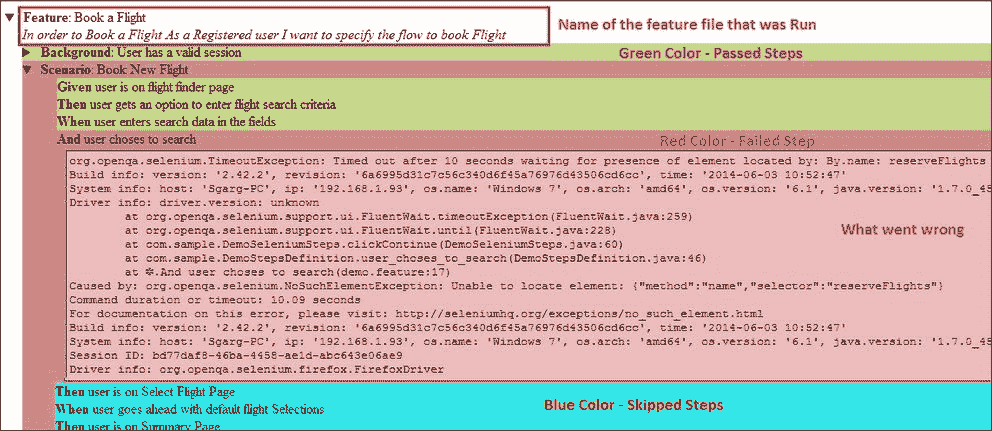 Feature: Book a Flight
In order to Book a Flight As a Registered user I want to specify the flow to book Flight
Name of the feature file that was Run
Background: User has a valid session
Green Color - Passed Steps
Scenario: Book New Flight
Given user is on flight finder page
Then user gets an option to enter flight search criteria
When user enters search data in the fields
And user choses to search
Red Color - Failed Step
org.openqa.selenium.TimeoutException: Timed out after 10 seconds waiting for presence of element located by: By.name: reserveFlights
Build info: version: '2.42.2', revision: '6a6995d31c7c56c340d6f45a76976d43506cd6cc', time: '2014-06-03 10:52:47'
System info: host: 'Sgarg-PC', ip: '192.168.1.93', os.name: 'Windows 7', os.arch: 'amd64', os.version: '6.1', java.version: '1.7.0_45
Driver info: driver.version: unknown
at org.openqa.selenium.support.ui.FluentWait.timeoutException(FluentWait.java:259)
at org.openqa.selenium.support.ui.FluentWait.until(FluentWait.java:228)
What went wrong
at com.sample.DemoSeleniumSteps.clickContinue(DemoSeleniumSteps.java:60)
at com.sample.DemoStepsDefinition.user_choses_to_search(DemoStepsDefinition.java:46)
at ✽.And user choses to search(demo.feature:17)
Caused by: org.openqa.selenium.NoSuchElementException: Unable to locate element: {"method":"name","selector":"reserveFlights"}
Command duration or timeout: 10.09 seconds
For documentation on this error, please visit: http://seleniumhq.org/exceptions/no_such_element.html
Build info: version: '2.42.2', revision: '6a6995d31c7c56c340d6f45a76976d43506cd6cc', time: '2014-06-03 10:52:47'
System info: host: 'Sgarg-PC', ip: '192.168.1.93', os.name: 'Windows 7', os.arch: 'amd64', os.version: '6.1', java.version: '1.7.0_45
Session ID: bd77daf8-46ba-4458-ae1d-abc643e06ae9
Driver info: org.openqa.selenium.firefox.FirefoxDriver
Then user is on Select Flight Page
When user goes ahead with default flight Selections
Blue Color - Skipped Steps
Then user is on Summary Page